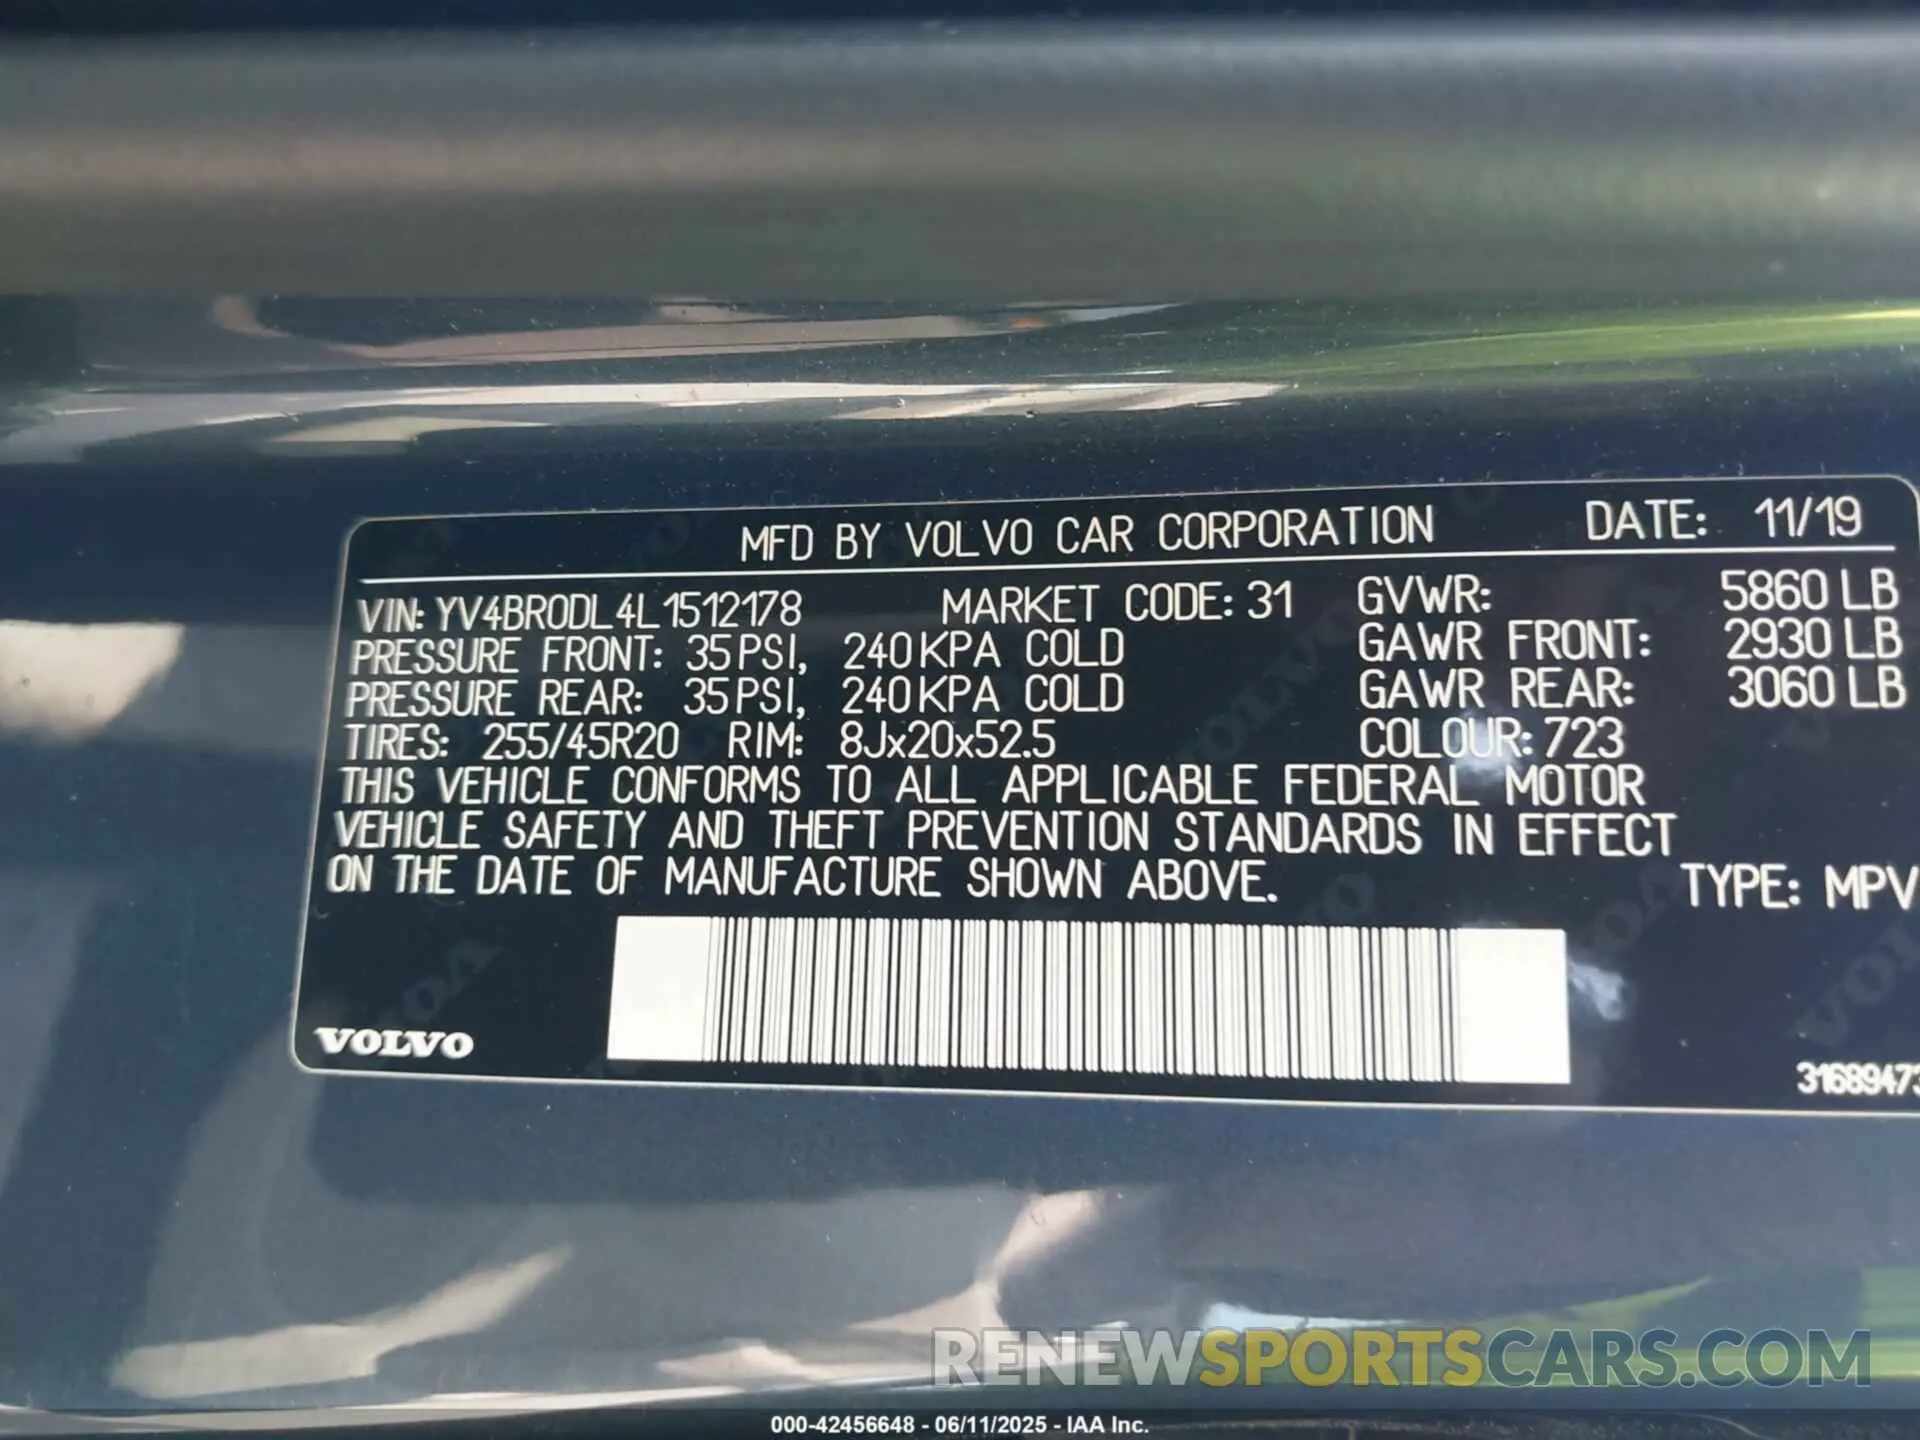 MFD BY VOLVO CAR CORPORATION DATE: 11/19
VIN: YV4BR0DL4L1512178 MARKET CODE: 31 GVWR: 5860 LB
PRESSURE FRONT: 35 PSI, 240 KPA COLD GAWR FRONT: 2930 LB
PRESSURE REAR: 35 PSI, 240 KPA COLD GAWR REAR: 3060 LB
TIRES: 255/45R20 RIM: 8Jx20x52.5 COLOUR: 723
THIS VEHICLE CONFORMS TO ALL APPLICABLE FEDERAL MOTOR
VEHICLE SAFETY AND THEFT PREVENTION STANDARDS IN EFFECT
ON THE DATE OF MANUFACTURE SHOWN ABOVE. TYPE: MPV
VOLVO
31689473
RENEWSPORTSCARS.COM
000-42456648 - 06/11/2025 - IAA Inc.